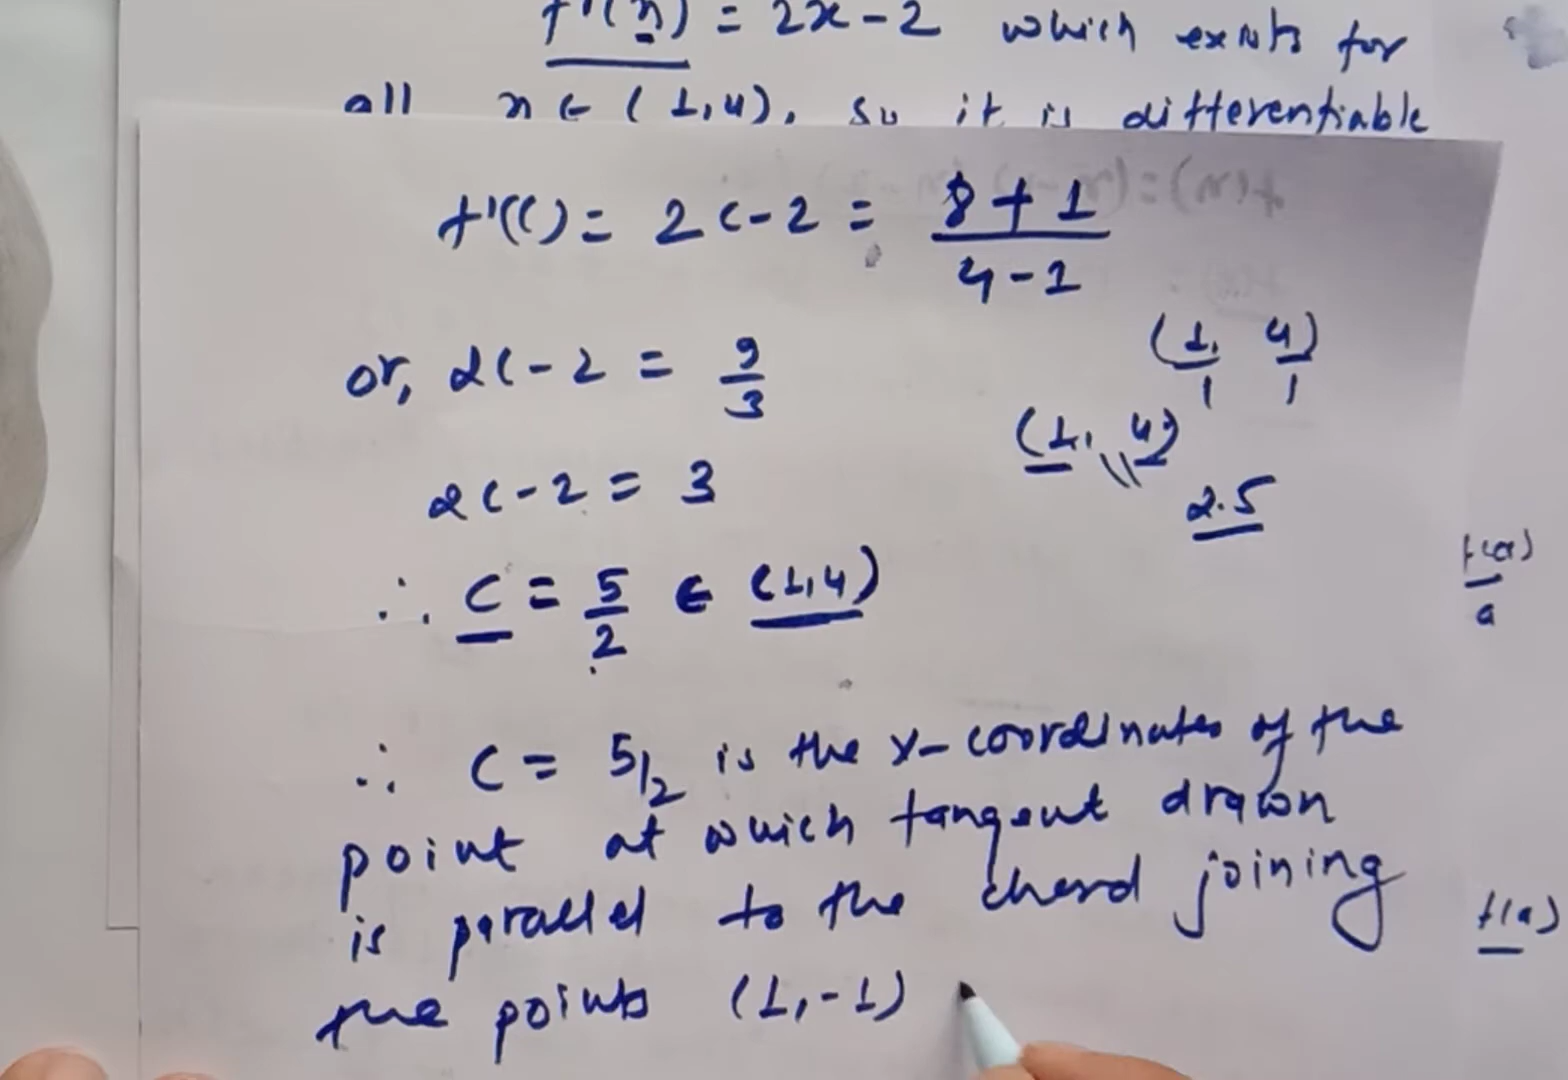 f'(x) = 2x - 2 which exists for
all x ∈ (1,4), so it is differentiable
f'(c) = 2c - 2 = 8 + 1
4 - 1
(1, 4)
or, 2c - 2 = 9/3
(1, 4)
2c - 2 = 3
2.5
f(a)
a
∴ c = 5/2 ∈ (1,4)
∴ c = 5/2 is the x-coordinates of the
point at which tangent drawn
is parallel to the chord joining
f(a)
the points (1,-1)